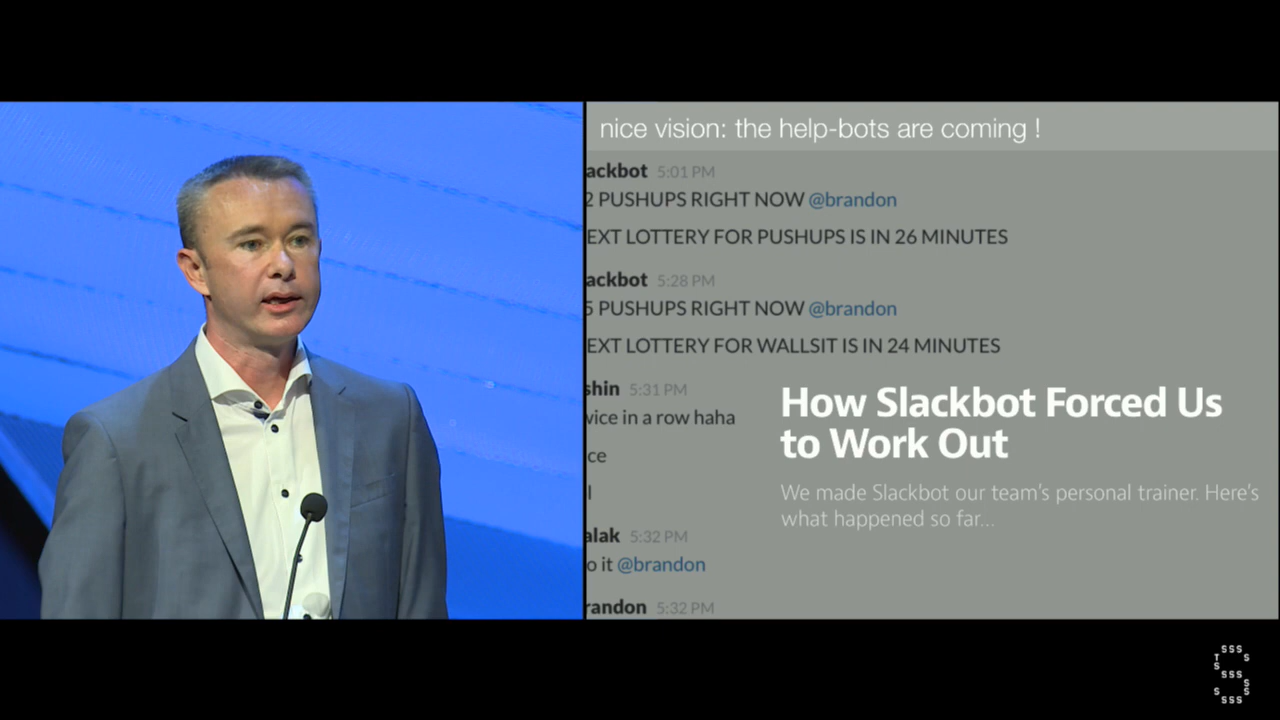 nice vision: the help-bots are coming !
ackbot 5:01 PM
2 PUSHUPS RIGHT NOW @brandon
EXT LOTTERY FOR PUSHUPS IS IN 26 MINUTES
ackbot 5:28 PM
5 PUSHUPS RIGHT NOW @brandon
EXT LOTTERY FOR WALLSIT IS IN 24 MINUTES
shin 5:31 PM
wice in a row haha
ce
l
How Slackbot Forced Us
to Work Out
We made Slackbot our team's personal trainer. Here's
what happened so far...
alak 5:32 PM
o it @brandon
randon 5:32 PM